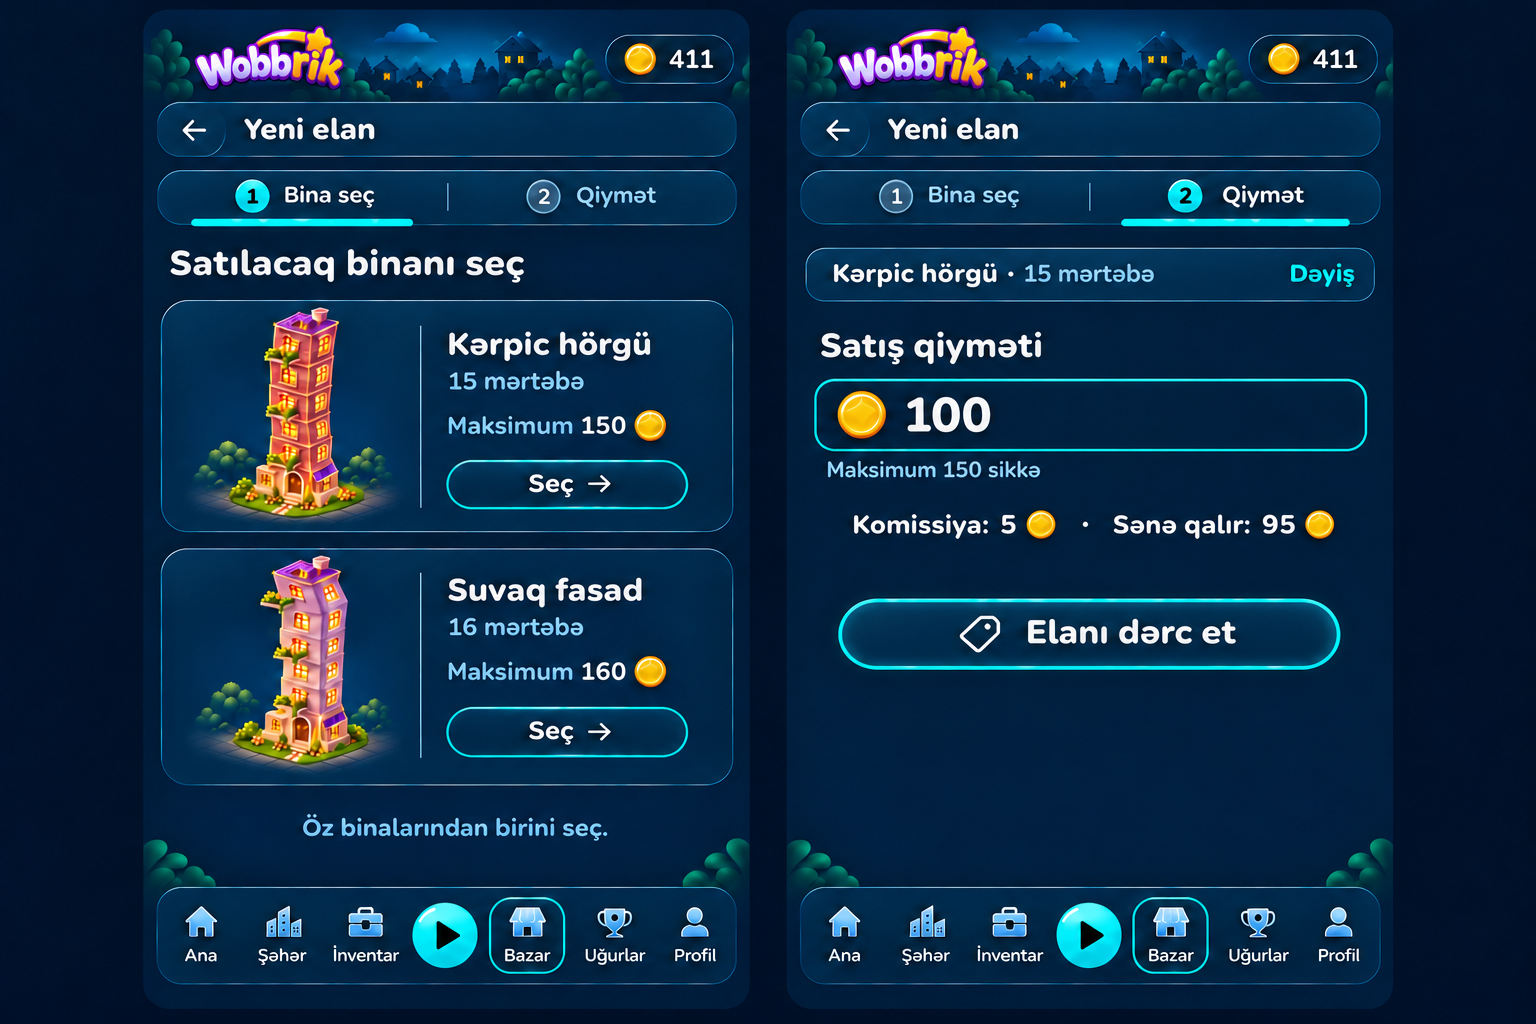 Wobbrik
411
Yeni elan
1 Bina seç
2 Qiymət
Satılacaq binanı seç
Kərpic hörgü
15 mərtəbə
Maksimum 150
Seç →
Suvaq fasad
16 mərtəbə
Maksimum 160
Seç →
Öz binalarından birini seç.
Ana
Şəhər
İnventar
Bazar
Uğurlar
Profil
Wobbrik
411
Yeni elan
1 Bina seç
2 Qiymət
Kərpic hörgü • 15 mərtəbə
Dəyiş
Satış qiyməti
100
Maksimum 150 sikkə
Komissiya: 5 • Sənə qalır: 95
Elanı dərc et
Ana
Şəhər
İnventar
Bazar
Uğurlar
Profil